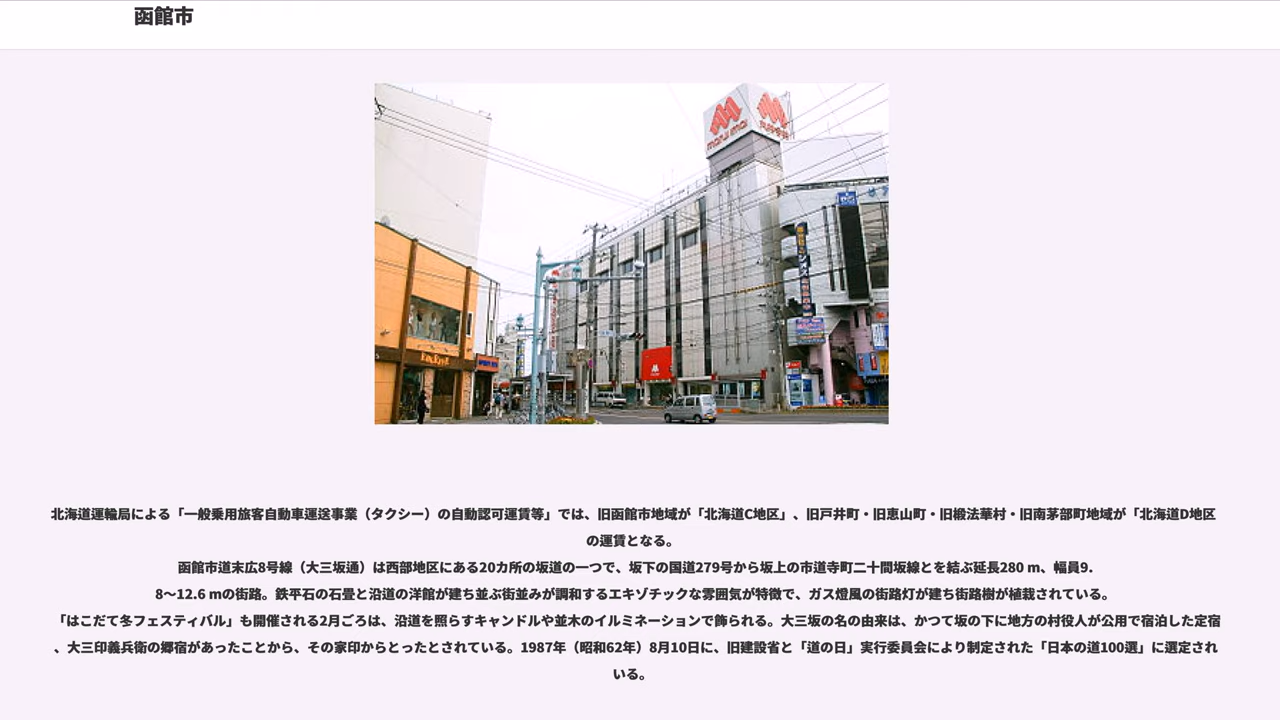 函館市
maruimai
北海道運輸局による「一般乗用旅客自動車運送事業（タクシー）の自動認可運賃等」では、旧函館市地域が「北海道C地区」、旧戸井町・旧恵山町・旧椴法華村・旧南茅部町地域が「北海道D地区
の運賃となる。
函館市道末広8号線（大三坂通）は西部地区にある20カ所の坂道の一つで、坂下の国道279号から坂上の市道寺町二十間坂線とを結ぶ延長280 m、幅員9.
8〜12.6 mの街路。鉄平石の石畳と沿道の洋館が建ち並ぶ街並みが調和するエキゾチックな雰囲気が特徴で、ガス燈風の街路灯が建ち街路樹が植栽されている。
「はこだて冬フェスティバル」も開催される2月ごろは、沿道を照らすキャンドルや並木のイルミネーションで飾られる。大三坂の名の由来は、かつて坂の下に地方の村役人が公用で宿泊した定宿
、大三印義兵衛の郷宿があったことから、その家印からとったとされている。1987年（昭和62年）8月10日に、旧建設省と「道の日」実行委員会により制定された「日本の道100選」に選定され
いる。